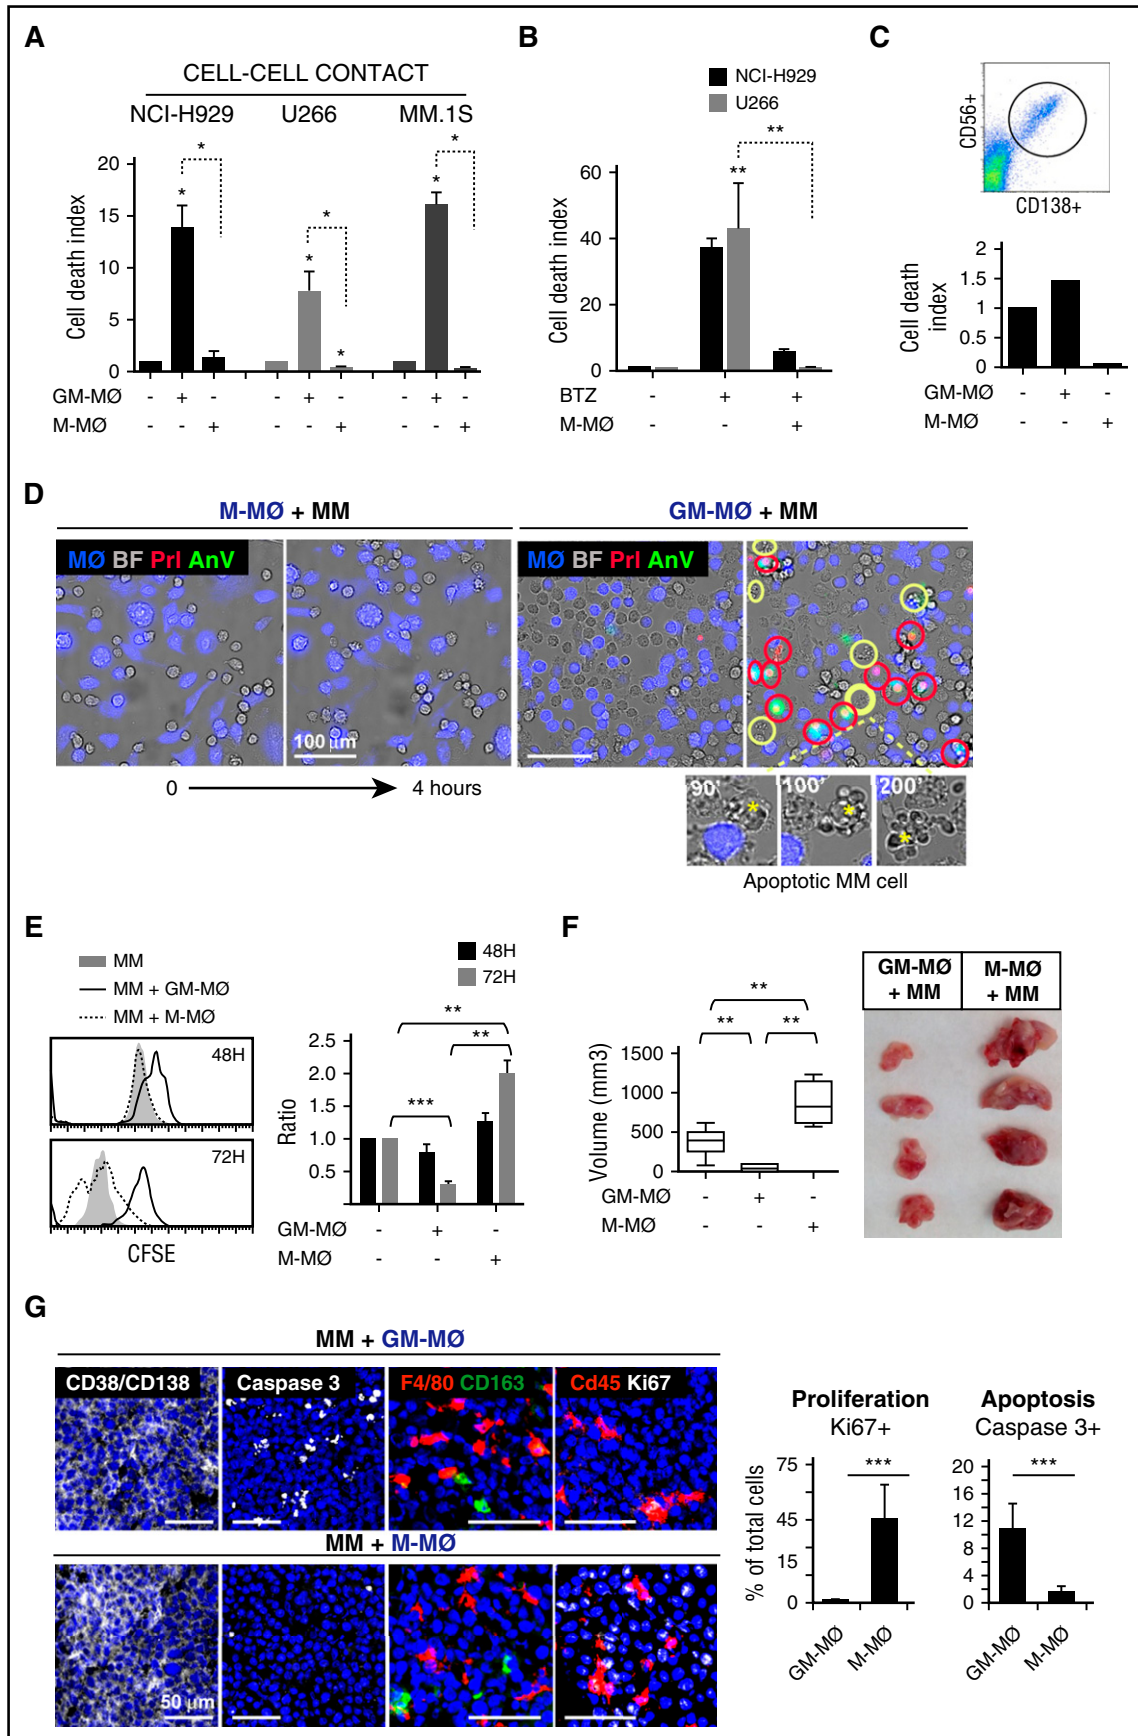 A
CELL-CELL CONTACT
NCI-H929 U266 MM.1S
* * *
* * *
*
Cell death index
20
15
10
5
0
GM-MØ - + - - + - - + -
M-MØ - - + - - + - - +
B
NCI-H929
U266
**
**
Cell death index
60
40
20
0
BTZ - + +
M-MØ - +
C
CD56+
CD138+
Cell death index
2
1.5
1
0.5
0
GM-MØ - + -
M-MØ - - +
D
M-MØ + MM
GM-MØ + MM
MØ BF PrI AnV
MØ BF PrI AnV
100 µm
0 4 hours
90' 100' 200'
* * *
Apoptotic MM cell
E
MM
MM + GM-MØ
MM + M-MØ
48H
72H
CFSE
48H
72H
**
**
***
Ratio
2.5
2.0
1.5
1.0
0.5
GM-MØ - + -
M-MØ - - +
F
**
** **
Volume (mm3)
1500
1000
500
0
GM-MØ - + -
M-MØ - - +
GM-MØ + MM
M-MØ + MM
G
MM + GM-MØ
CD38/CD138 Caspase 3 F4/80 CD163 Cd45 Ki67
MM + M-MØ
50 µm
Proliferation
Ki67+
***
% of total cells
75
45
15
0
GM-MØ M-MØ
Apoptosis
Caspase 3+
***
20
16
12
8
4
0
GM-MØ M-MØ